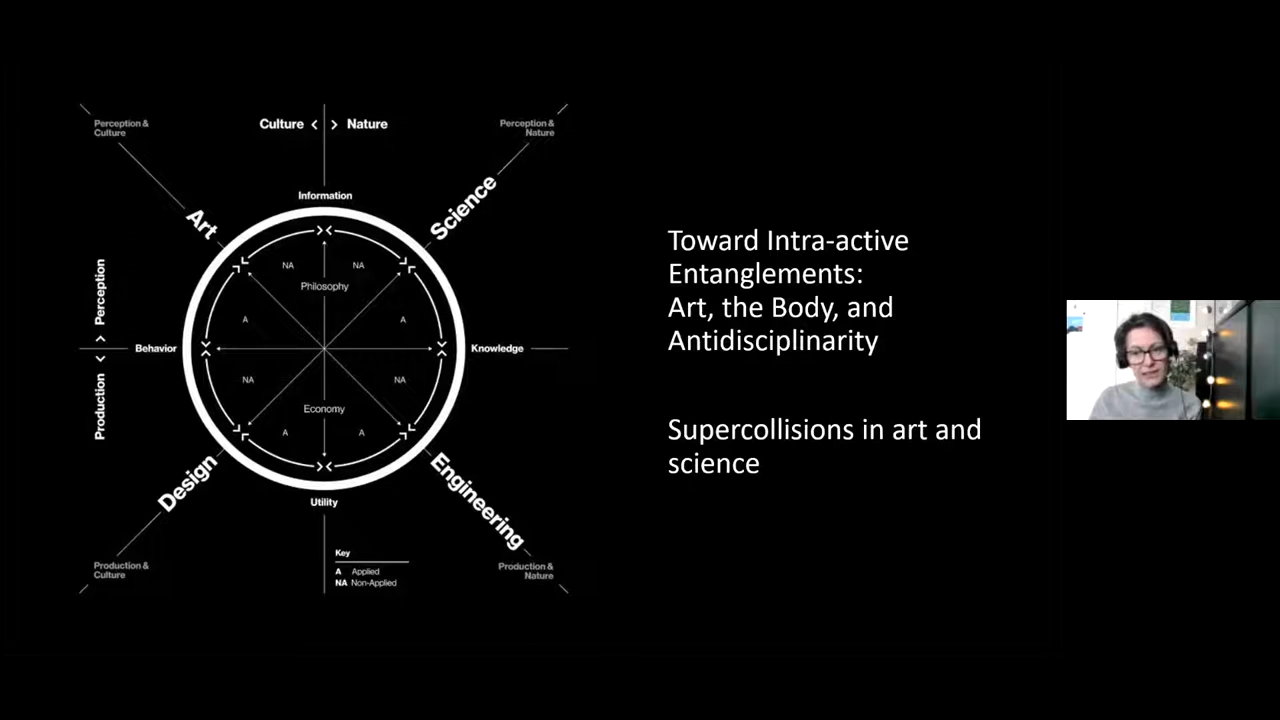 Perception &
Culture
Culture < > Nature
Perception &
Nature
Information
Art
Science
NA
NA
Philosophy
Production < > Perception
A
A
Behavior
Knowledge
NA
NA
Economy
A
A
Design
Engineering
Utility
Production &
Culture
Key
A Applied
NA Non-Applied
Production &
Nature
Toward Intra-active
Entanglements:
Art, the Body, and
Antidisciplinarity
Supercollisions in art and
science